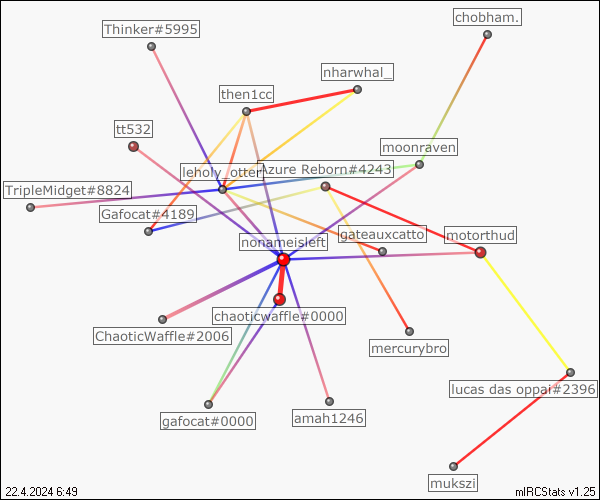 chobham.
Thinker#5995
nharwhal_
then1cc
tt532
moonraven
leholy_otter
Azure Reborn#4243
TripleMidget#8824
Gafocat#4189
gateauxcatto
motorthud
nonameisleft
chaoticwaffle#0000
ChaoticWaffle#2006
mercurybro
lucas das oppai#2396
gafocat#0000
amah1246
mukszi
22.4.2024 6:49
mIRCStats v1.25